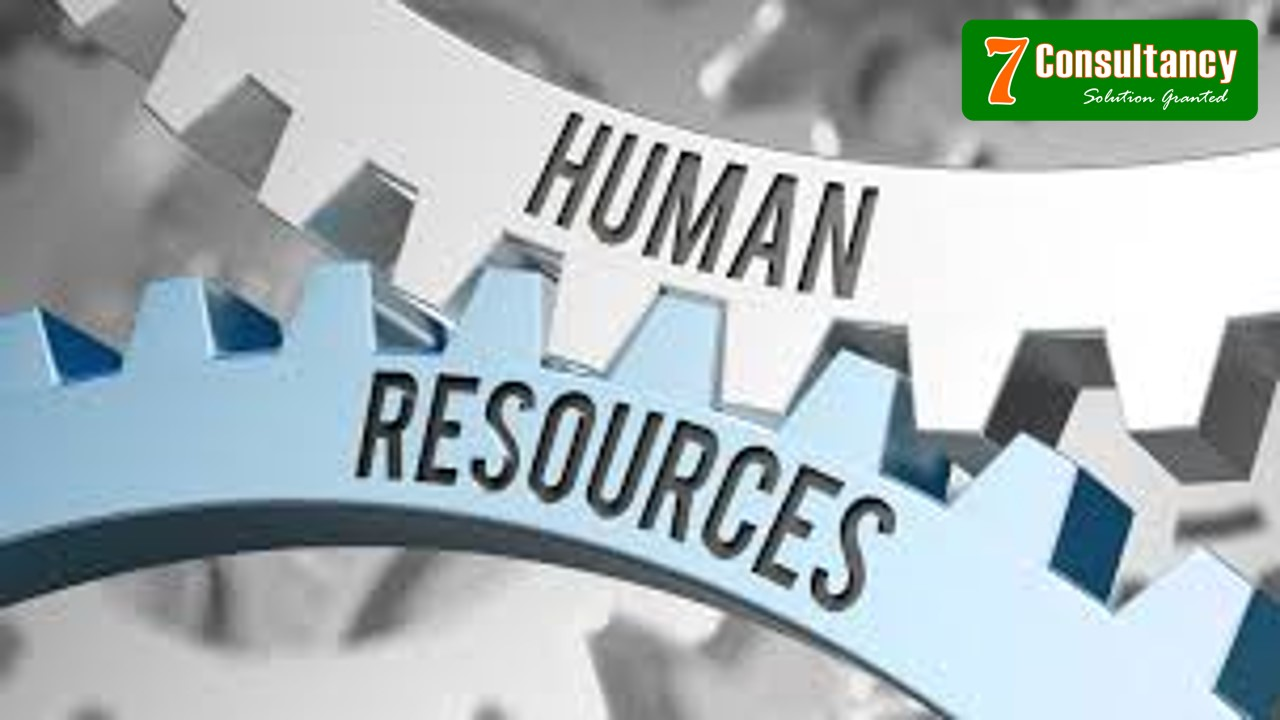 7 Consultancy
Solution Granted
HUMAN
RESOURCES